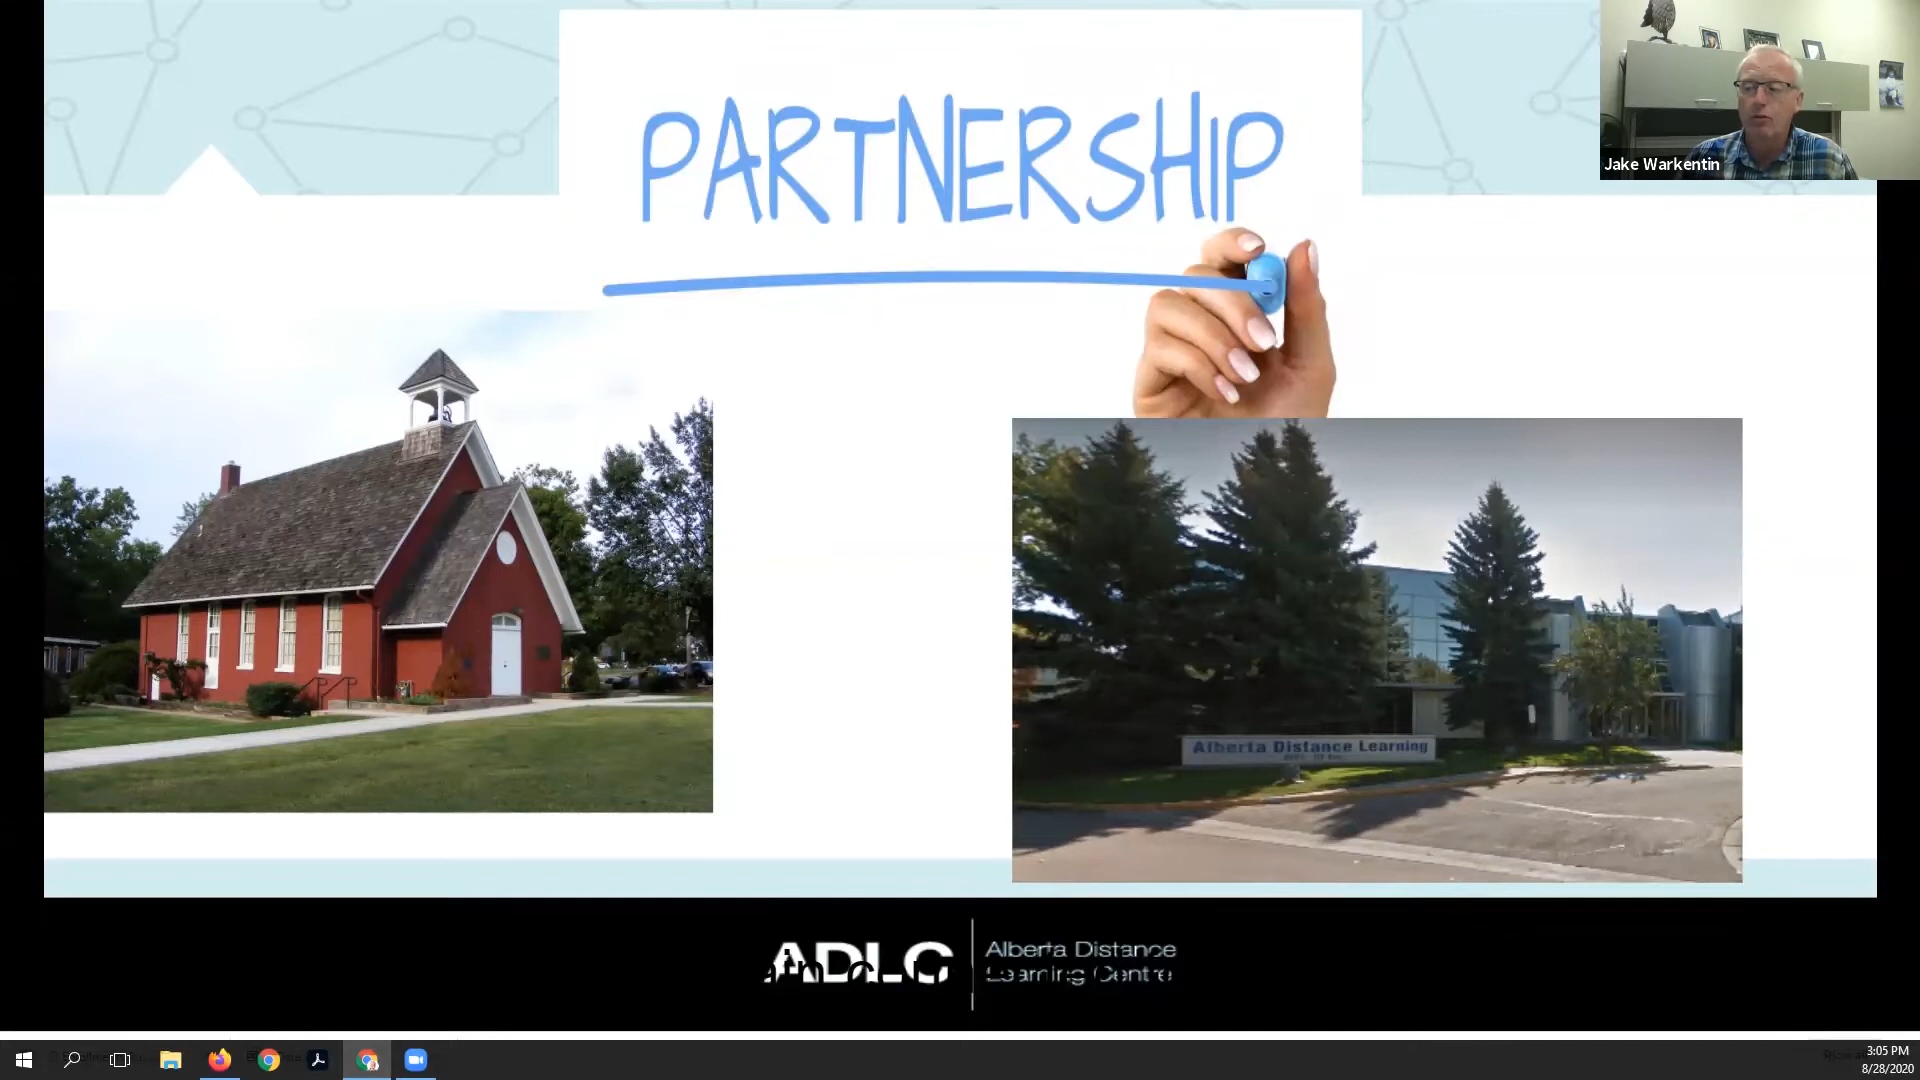 PARTNERSHIP
Jake Warkentin
Alberta Distance Learning
ADLC
Alberta Distance
Learning Centre
3:05 PM
8/28/2020